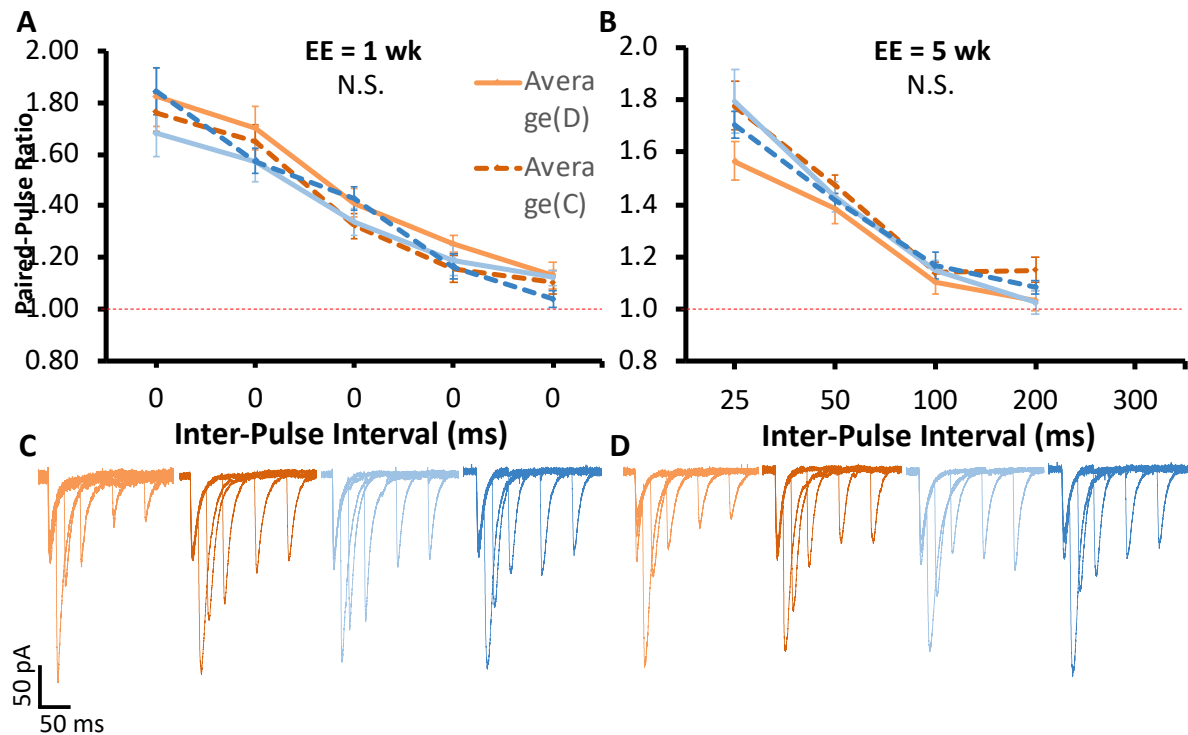 A
B
EE = 1 wk
N.S.
EE = 5 wk
N.S.
Paired-Pulse Ratio
2.00
1.80
1.60
1.40
1.20
1.00
0.80
Avera
ge(D)
Avera
ge(C)
2.0
1.8
1.6
1.4
1.2
1.0
0.8
0 0 0 0 0
25 50 100 200 300
Inter-Pulse Interval (ms)
Inter-Pulse Interval (ms)
C
D
50 pA
50 ms